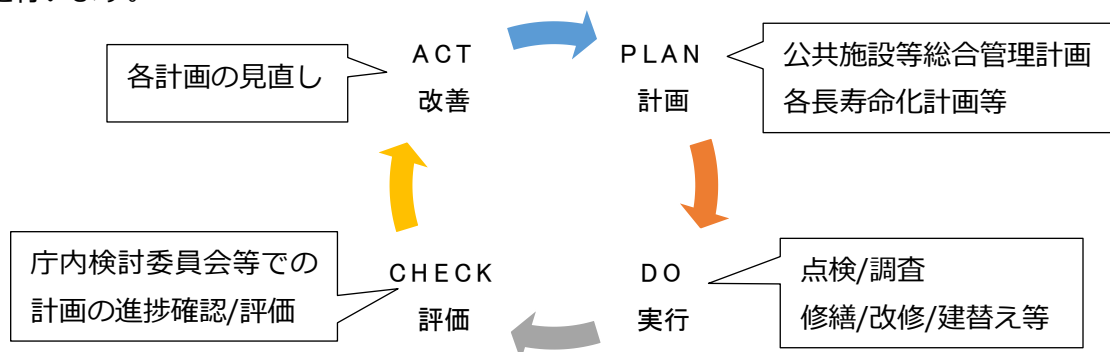 ACT
改善
各計画の見直し
PLAN
計画
公共施設等総合管理計画
各長寿命化計画等
DO
実行
点検/調査
修繕/改修/建替え等
CHECK
評価
庁内検討委員会等での
計画の進捗確認/評価